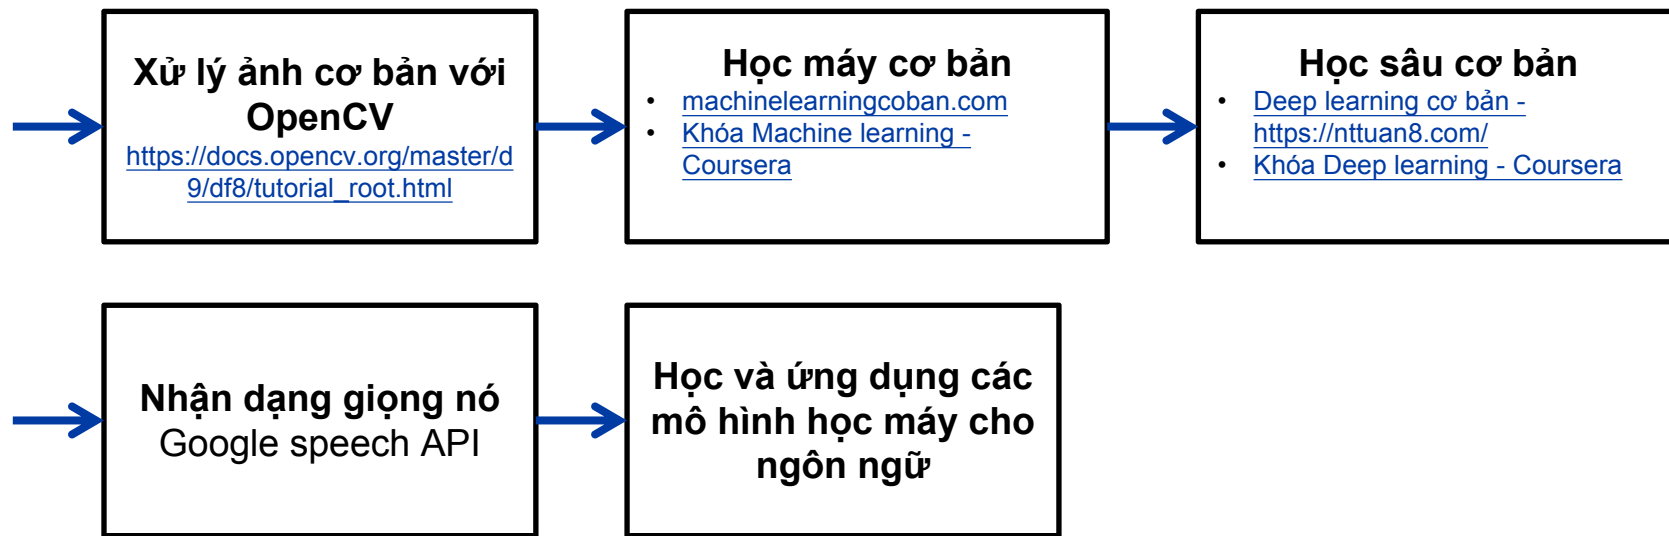 Xử lý ảnh cơ bản với
OpenCV
https://docs.opencv.org/master/d
9/df8/tutorial_root.html
Học máy cơ bản
• machinelearningcoban.com
• Khóa Machine learning -
Coursera
Học sâu cơ bản
• Deep learning cơ bản -
https://nttuan8.com/
• Khóa Deep learning - Coursera
Nhận dạng giọng nó
Google speech API
Học và ứng dụng các
mô hình học máy cho
ngôn ngữ